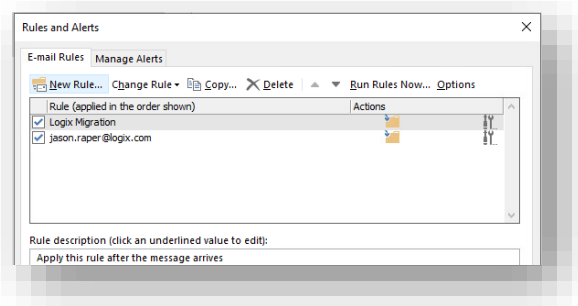 Rules and Alerts
E-mail Rules Manage Alerts
New Rule... Change Rule Copy... Delete Run Rules Now... Options
Rule (applied in the order shown) Actions
Logix Migration
jason.raper@logix.com
Rule description (click an underlined value to edit):
Apply this rule after the message arrives